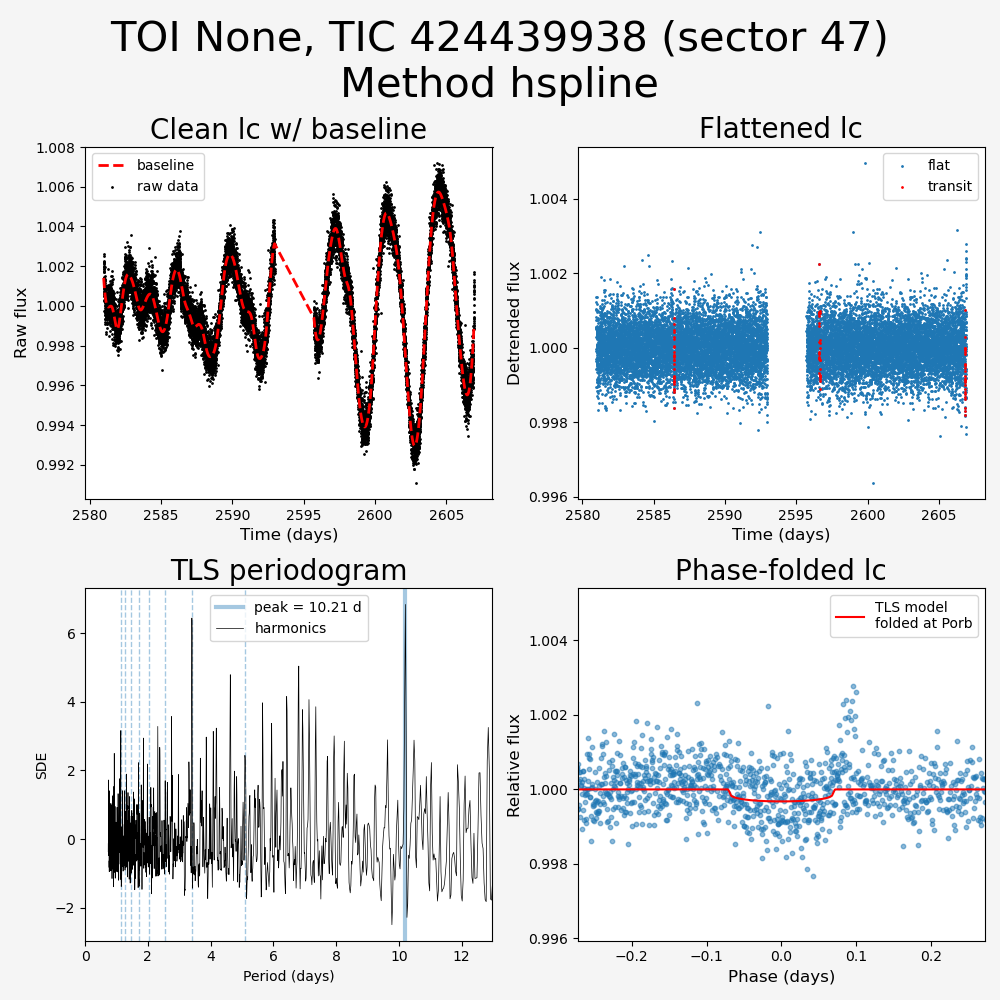 TOI None, TIC 424439938 (sector 47)
Method hspline
Clean lc w/ baseline
Flattened lc
1.008
1.006
1.004
1.002
1.000
0.998
0.996
0.994
0.992
Raw flux
baseline
raw data
2580
2585
2590
2595
2600
2605
Time (days)
1.004
1.002
1.000
0.998
0.996
Detrended flux
flat
transit
2580
2585
2590
2595
2600
2605
Time (days)
TLS periodogram
Phase-folded lc
6
4
2
0
−2
SDE
peak = 10.21 d
harmonics
0
2
4
6
8
10
12
Period (days)
1.004
1.002
1.000
0.998
0.996
Relative flux
TLS model
folded at Porb
−0.2
−0.1
0.0
0.1
0.2
Phase (days)